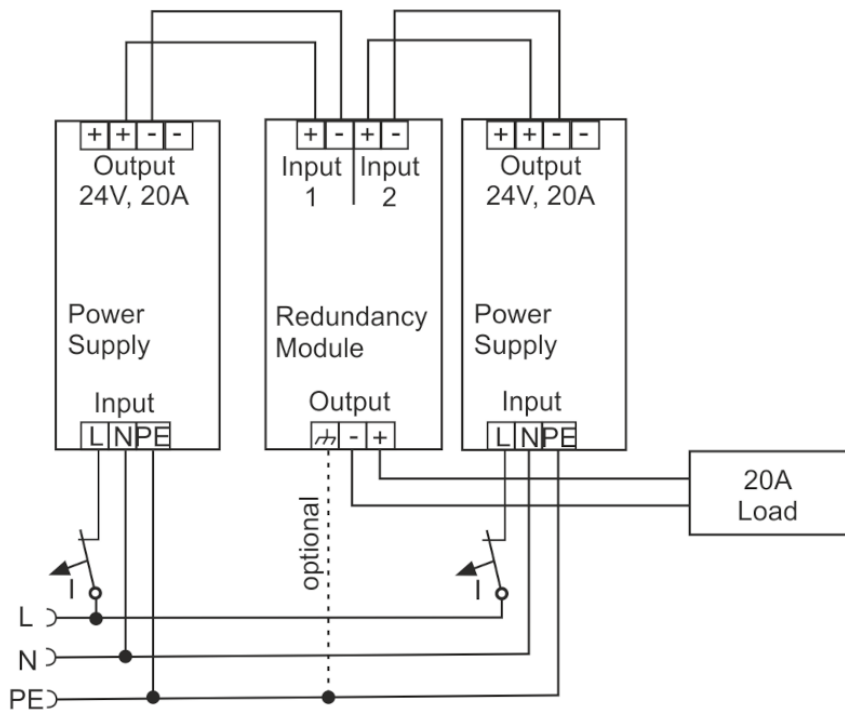 + + - -
Output
24V, 20A
Power
Supply
Input
L N PE
+ - + -
Input
1
Input
2
Redundancy
Module
Output
- +
+ + - -
Output
24V, 20A
Power
Supply
Input
L N PE
20A
Load
optional
I
I
L
N
PE